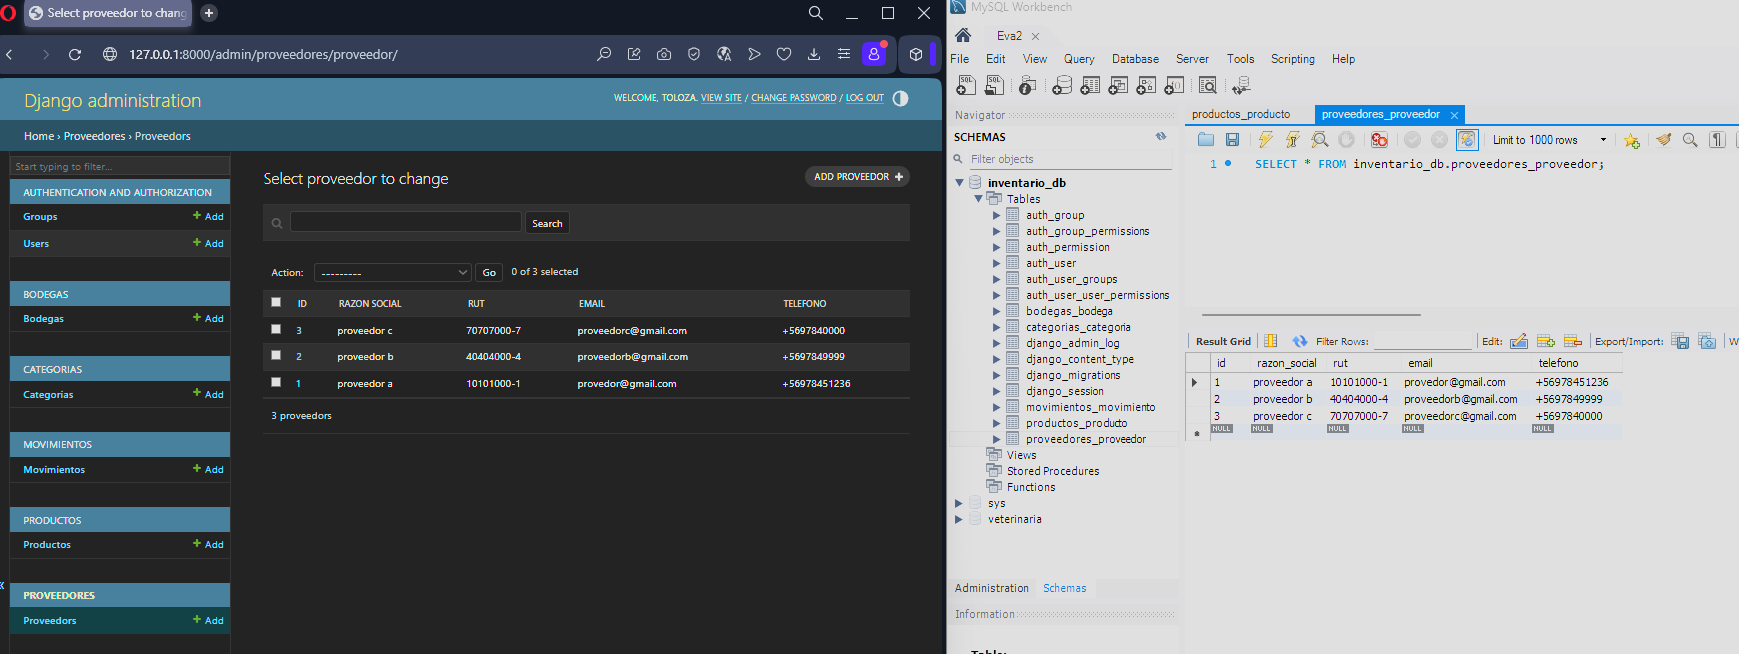 Select proveedor to chang
127.0.0.1:8000/admin/proveedores/proveedor/
Django administration
WELCOME, TOLOZA. VIEW SITE / CHANGE PASSWORD / LOG OUT
Home › Proveedores › Proveedors
Start typing to filter...
AUTHENTICATION AND AUTHORIZATION
Groups + Add
Users + Add
BODEGAS
Bodegas + Add
CATEGORIAS
Categorias + Add
MOVIMIENTOS
Movimientos + Add
PRODUCTOS
Productos + Add
PROVEEDORES
Proveedors + Add
Select proveedor to change
ADD PROVEEDOR +
Search
Action: --------- Go 0 of 3 selected
ID RAZON SOCIAL RUT EMAIL TELEFONO
3 proveedor c 70707000-7 proveedorc@gmail.com +5697840000
2 proveedor b 40404000-4 proveedorb@gmail.com +5697849999
1 proveedor a 10101000-1 provedor@gmail.com +56978451236
3 proveedors
MySQL Workbench
Eva2
File Edit View Query Database Server Tools Scripting Help
Navigator
SCHEMAS
Filter objects
inventario_db
Tables
auth_group
auth_group_permissions
auth_permission
auth_user
auth_user_groups
auth_user_user_permissions
bodegas_bodega
categorias_categoria
django_admin_log
django_content_type
django_migrations
django_session
movimientos_movimiento
productos_producto
proveedores_proveedor
Views
Stored Procedures
Functions
sys
veterinaria
Administration Schemas
Information
Table:
productos_producto proveedores_proveedor
Limit to 1000 rows
1 SELECT * FROM inventario_db.proveedores_proveedor;
Result Grid Filter Rows: Edit: Export/Import: W
id razon_social rut email telefono
1 proveedor a 10101000-1 provedor@gmail.com +56978451236
2 proveedor b 40404000-4 proveedorb@gmail.com +5697849999
3 proveedor c 70707000-7 proveedorc@gmail.com +5697840000
NULL NULL NULL NULL NULL